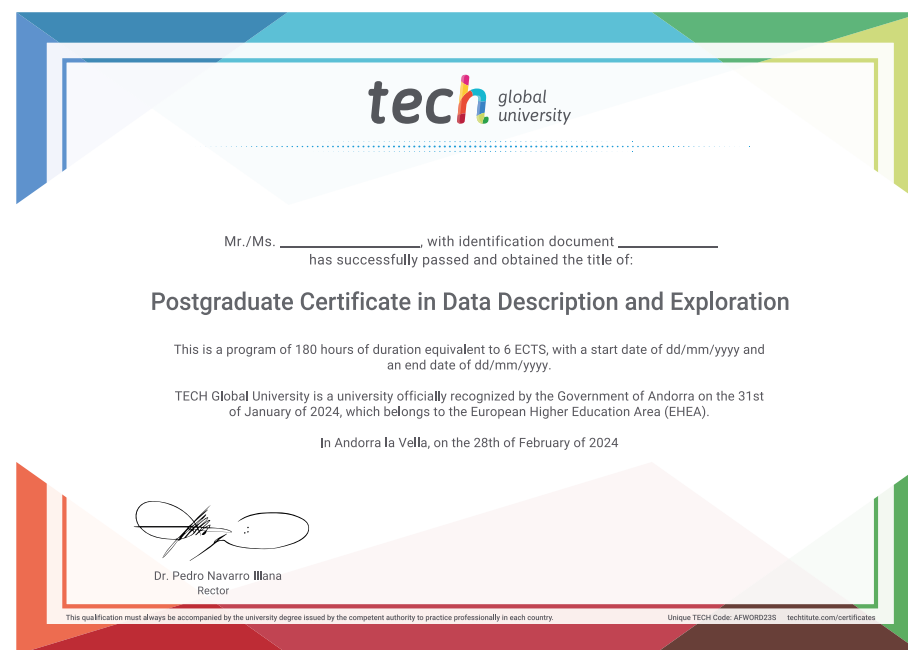 tech global
university
Mr./Ms. ____________________, with identification document ______________
has successfully passed and obtained the title of:
Postgraduate Certificate in Data Description and Exploration
This is a program of 180 hours of duration equivalent to 6 ECTS, with a start date of dd/mm/yyyy and
an end date of dd/mm/yyyy.
TECH Global University is a university officially recognized by the Government of Andorra on the 31st
of January of 2024, which belongs to the European Higher Education Area (EHEA).
In Andorra la Vella, on the 28th of February of 2024
Dr. Pedro Navarro Illana
Rector
This qualification must always be accompanied by the university degree issued by the competent authority to practice professionally in each country. Unique TECH Code: AFWORD23S techtitute.com/certificates